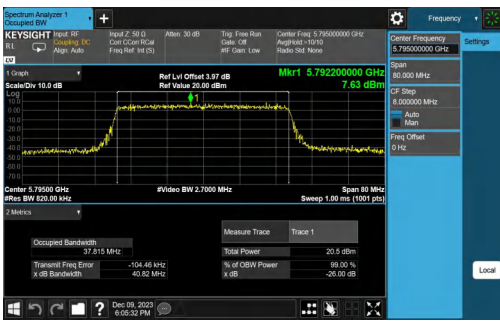 Spectrum Analyzer 1
Occupied BW
+
Frequency
KEYSIGHT Input: RF Input Z: 50 Ω Atten: 30 dB Trig: Free Run Center Freq: 5.795000000 GHz
RL Coupling: DC Corr CCorr RCal Gate: Off Avg|Hold:>10/10
Align: Auto Freq Ref: Int (S) #IF Gain: Low Radio Std: None
LV
Center Frequency
5.795000000 GHz
Settings
Span
80.000 MHz
CF Step
8.000000 MHz
Auto
Man
Freq Offset
0 Hz
Local
1 Graph
Ref Lvl Offset 3.97 dB Mkr1 5.792200000 GHz
Scale/Div 10.0 dB Ref Value 20.00 dBm 7.63 dBm
Log
10.0
0.00
-10.0
-20.0
-30.0
-40.0
-50.0
-60.0
-70.0
1
Center 5.79500 GHz #Video BW 2.7000 MHz Span 80 MHz
#Res BW 820.00 kHz Sweep 1.00 ms (1001 pts)
2 Metrics
Measure Trace Trace 1
Occupied Bandwidth
37.815 MHz Total Power 20.5 dBm
Transmit Freq Error -104.46 kHz % of OBW Power 99.00 %
x dB Bandwidth 40.82 MHz x dB -26.00 dB
? Dec 09, 2023
6:05:32 PM